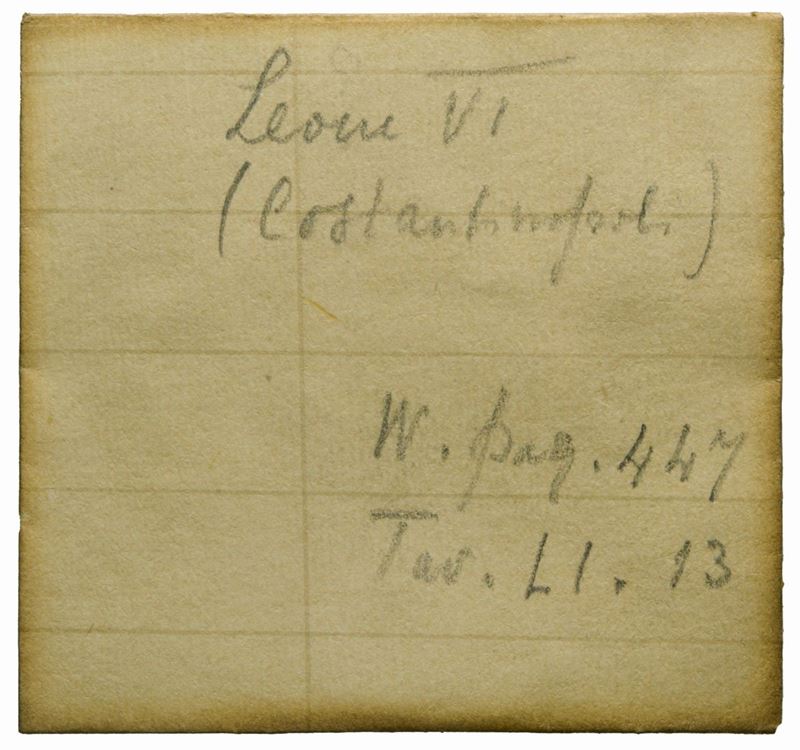 Leone VI
(Costantinopoli)
W. pag. 447
Tav. LI. 13